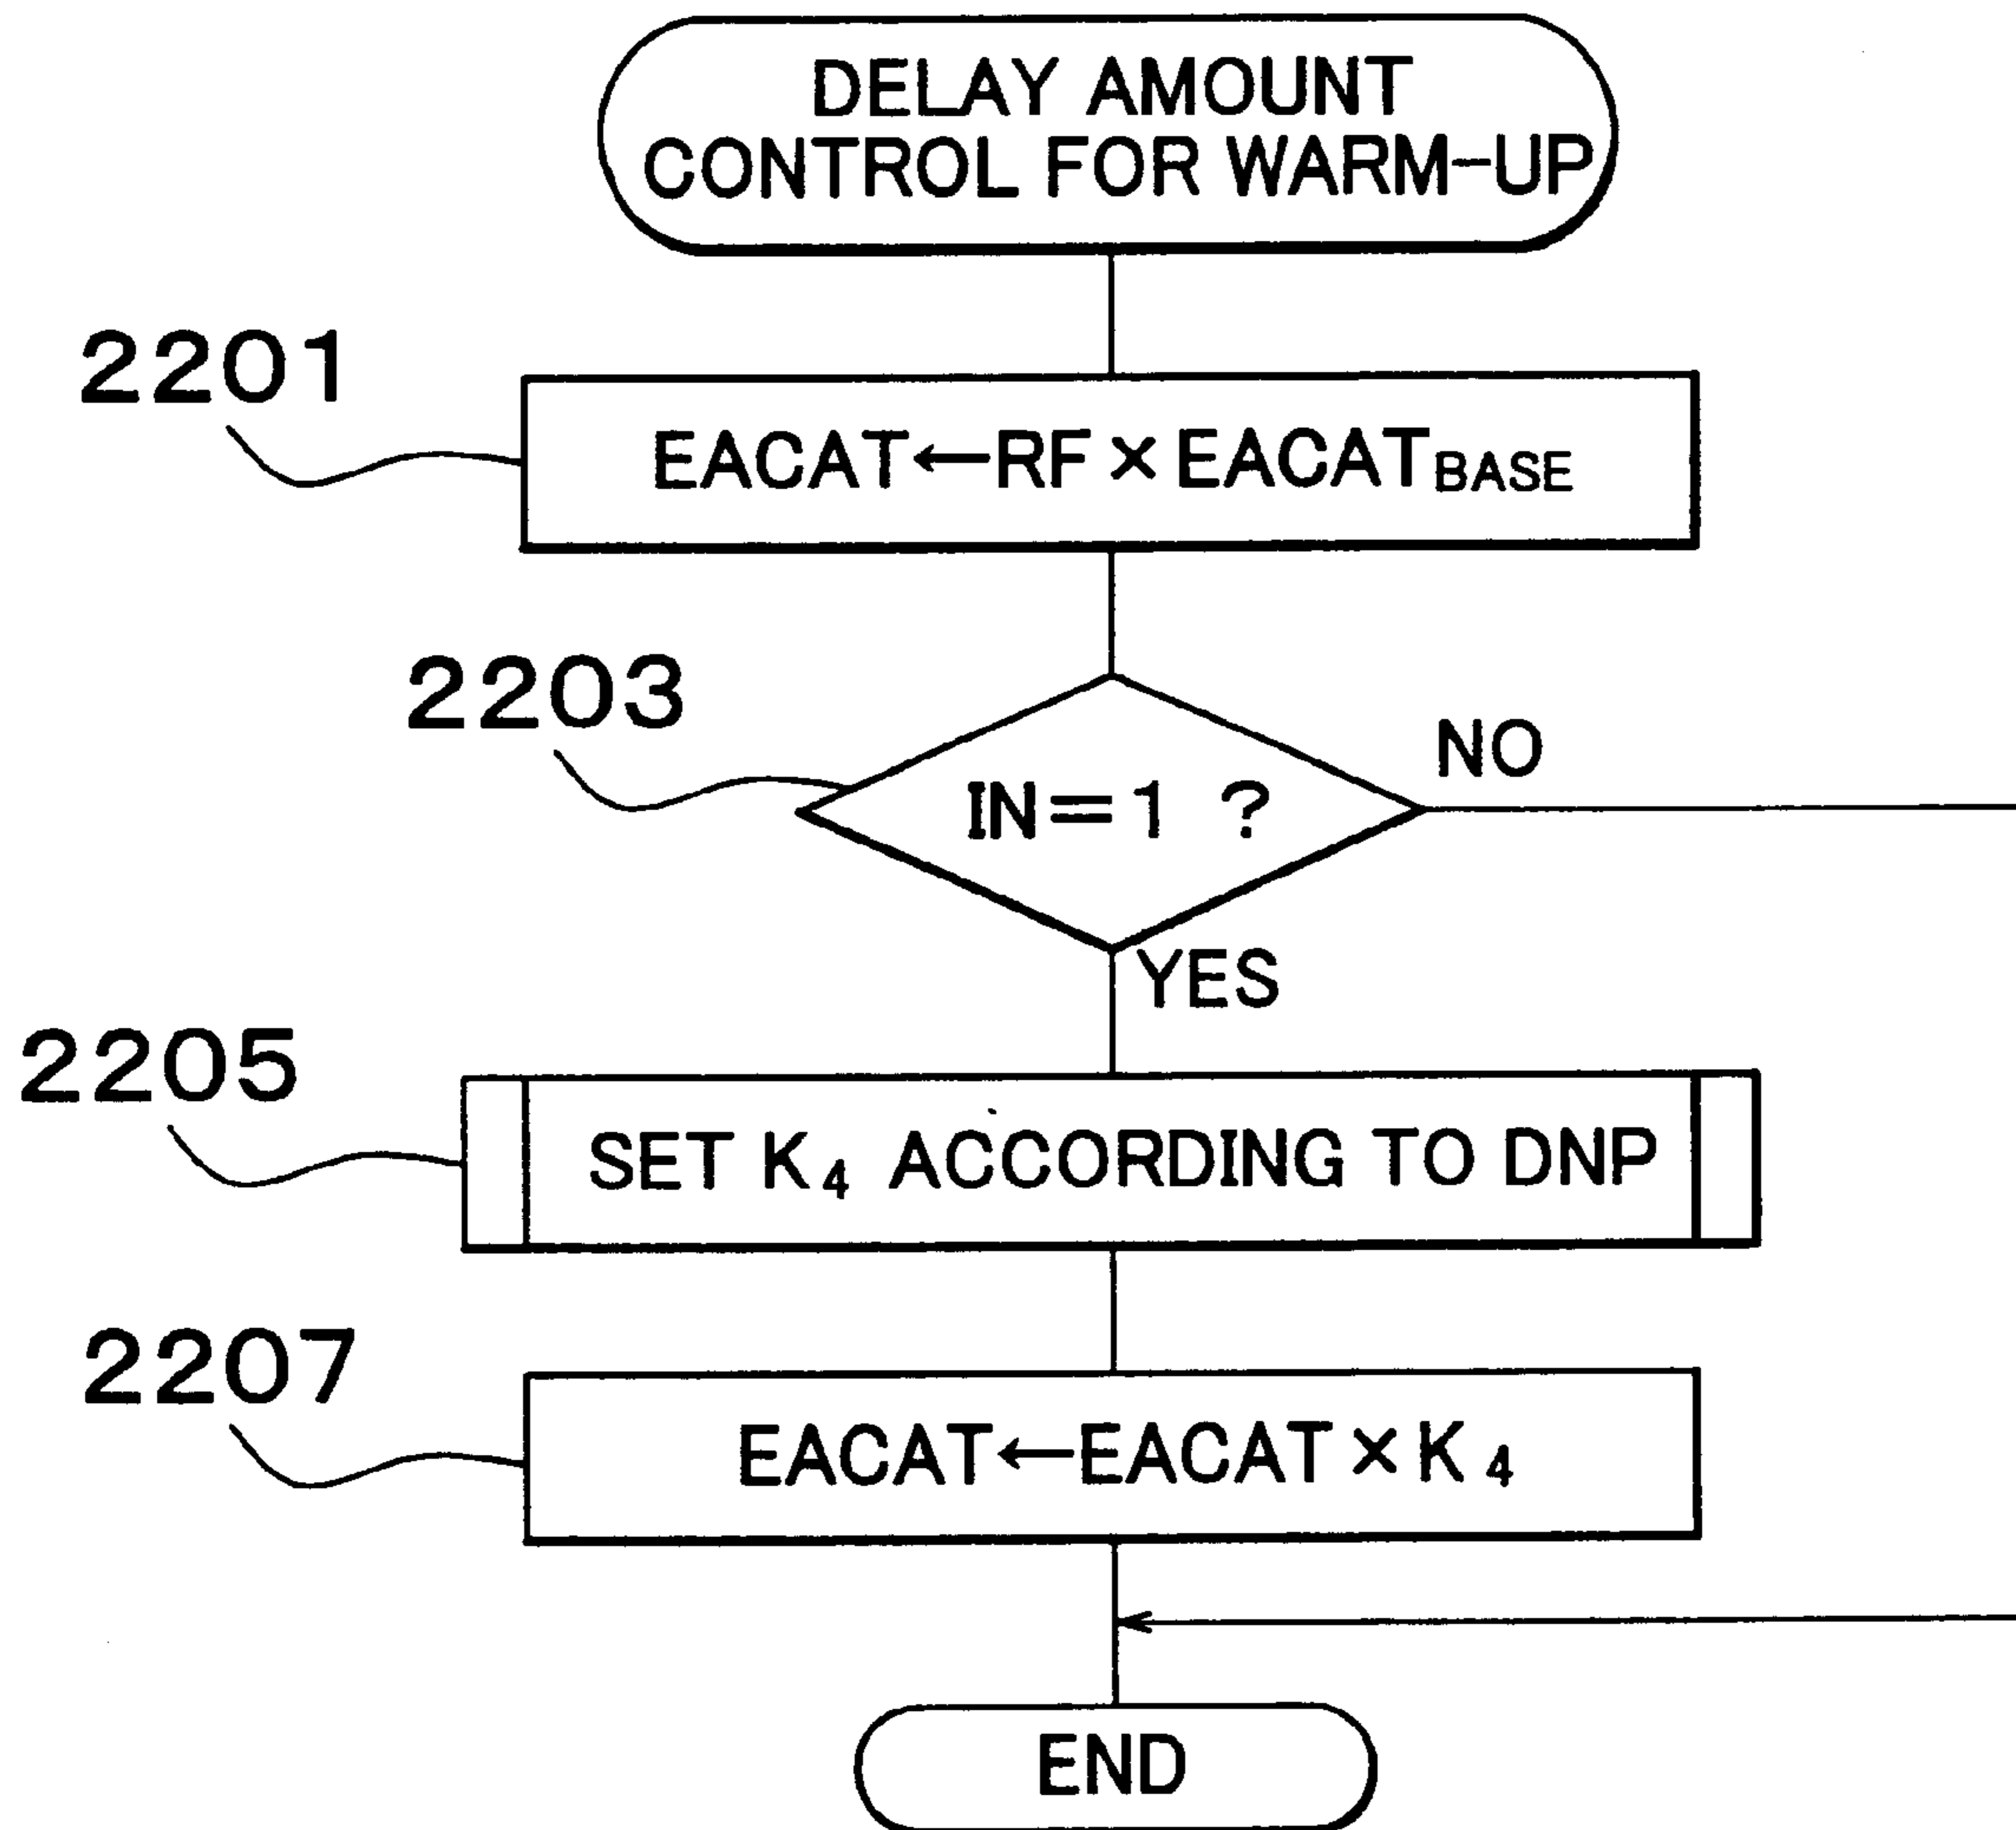 DELAY AMOUNT
CONTROL FOR WARM-UP
2201
EACAT←RF×EACAT_BASE
2203
IN=1 ?
NO
YES
2205
SET K₄ ACCORDING TO DNP
2207
EACAT←EACAT×K₄
END